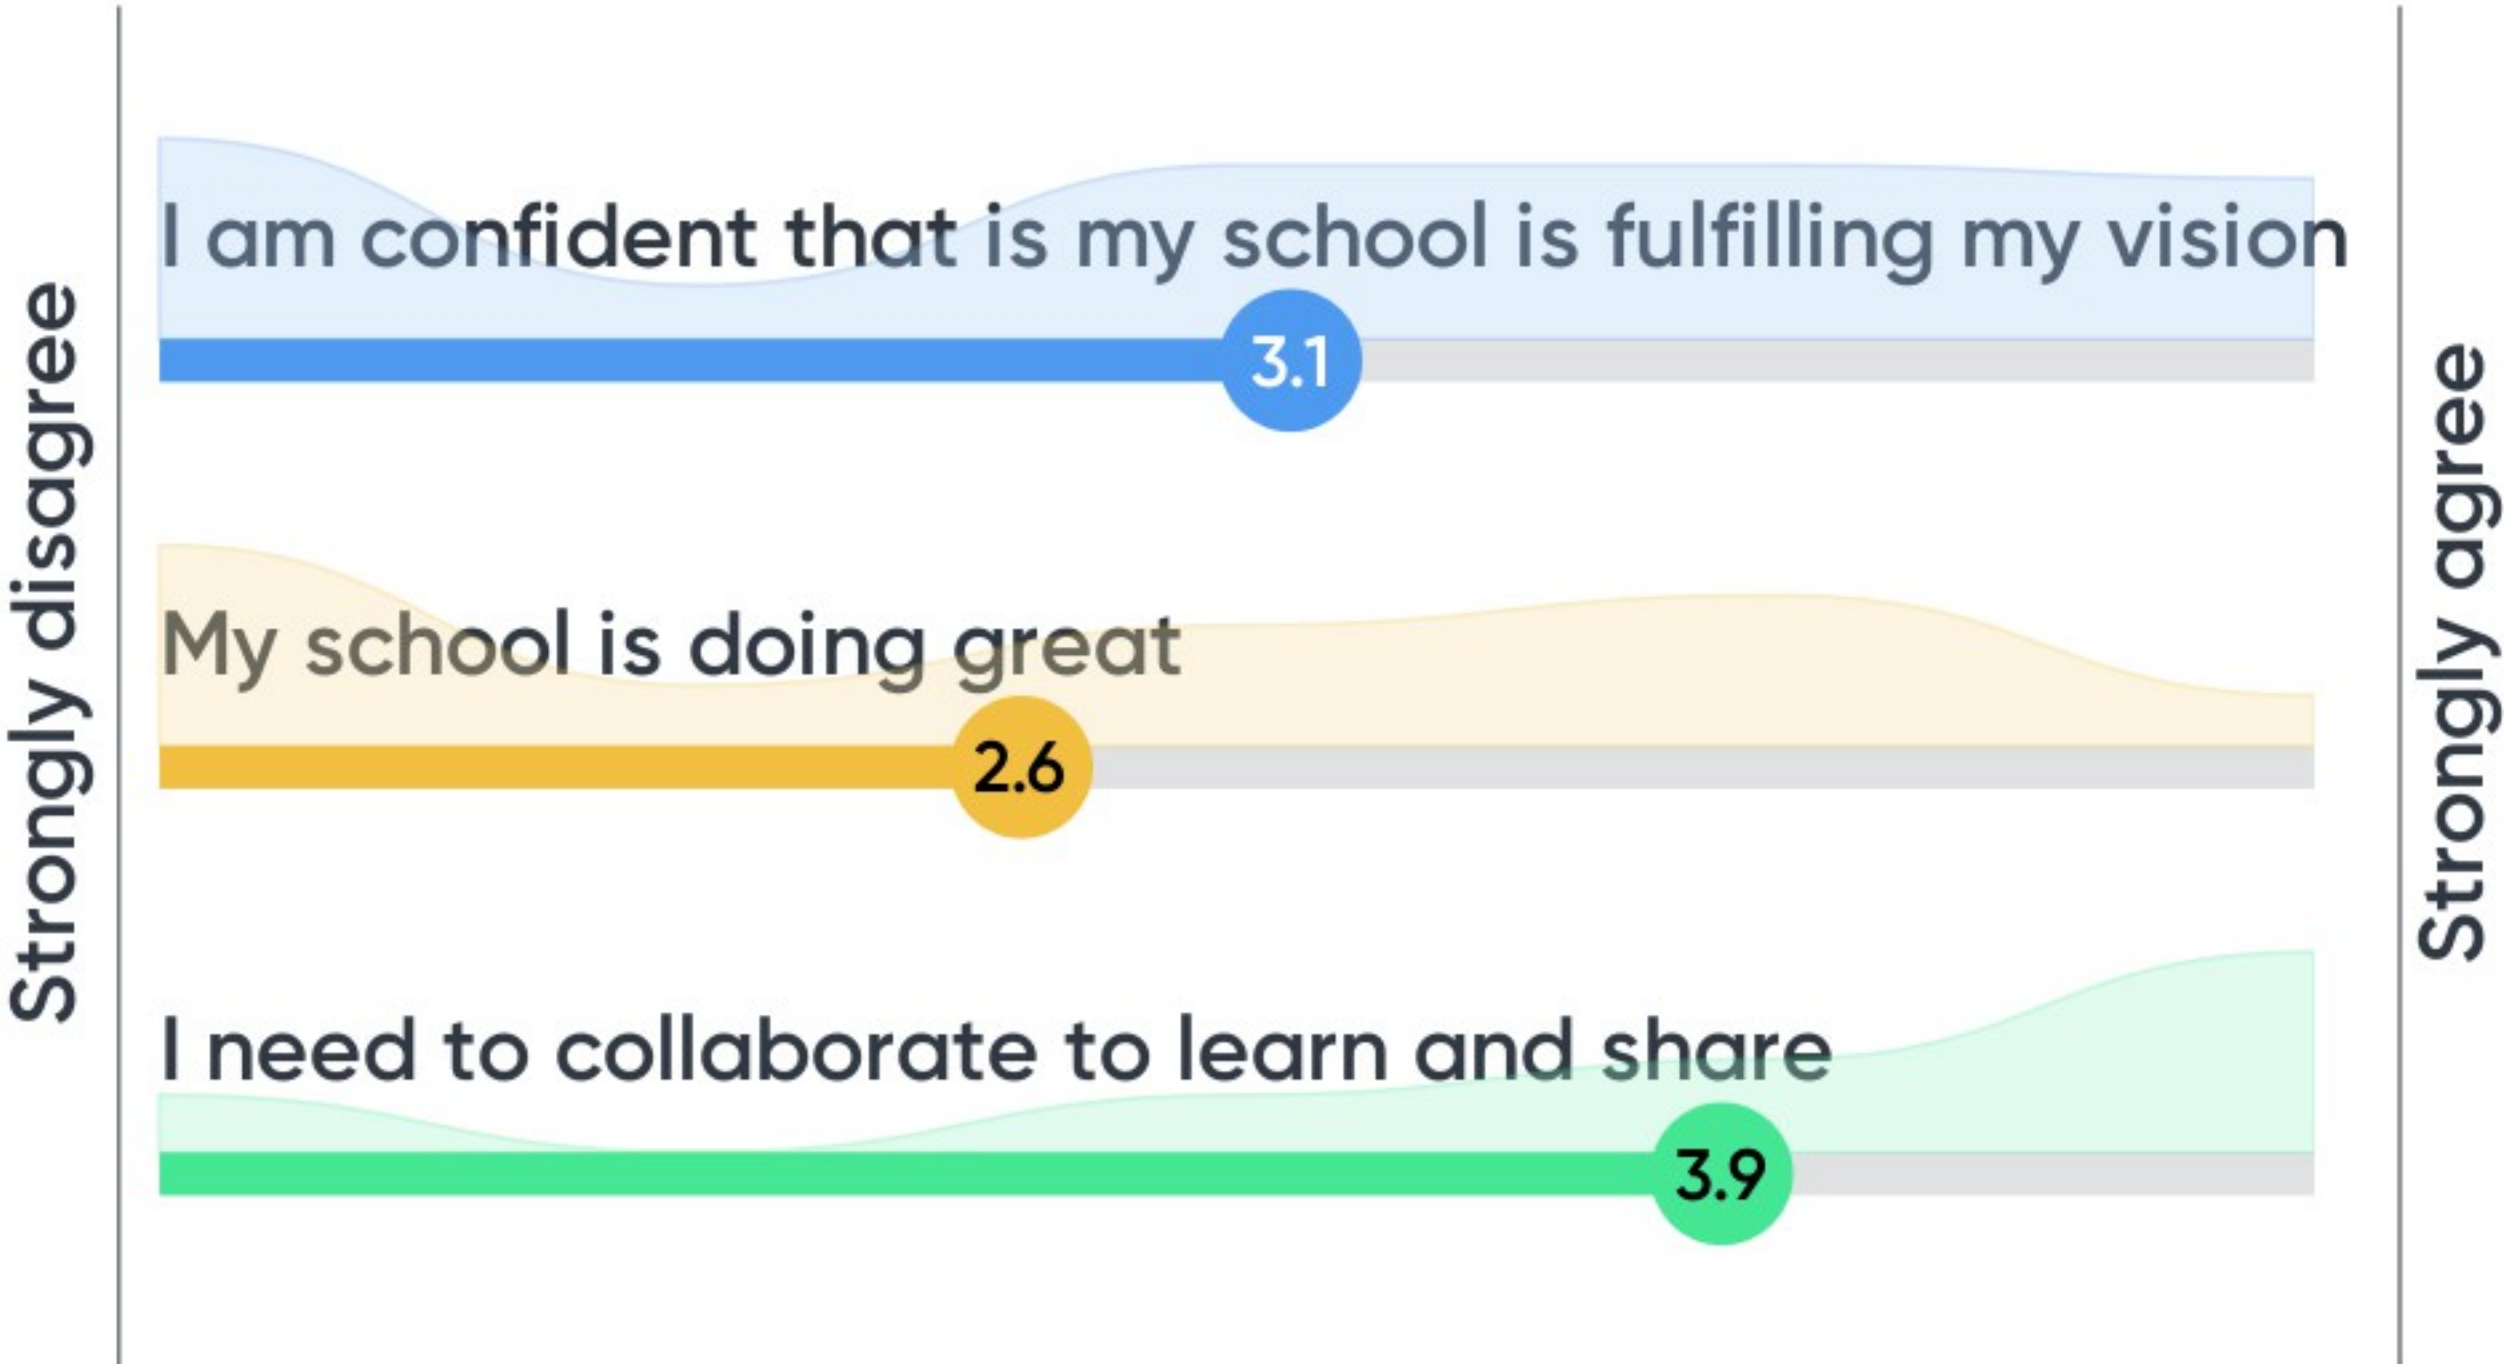 Strongly disagree
I am confident that is my school is fulfilling my vision
3.1
My school is doing great
2.6
I need to collaborate to learn and share
3.9
Strongly agree